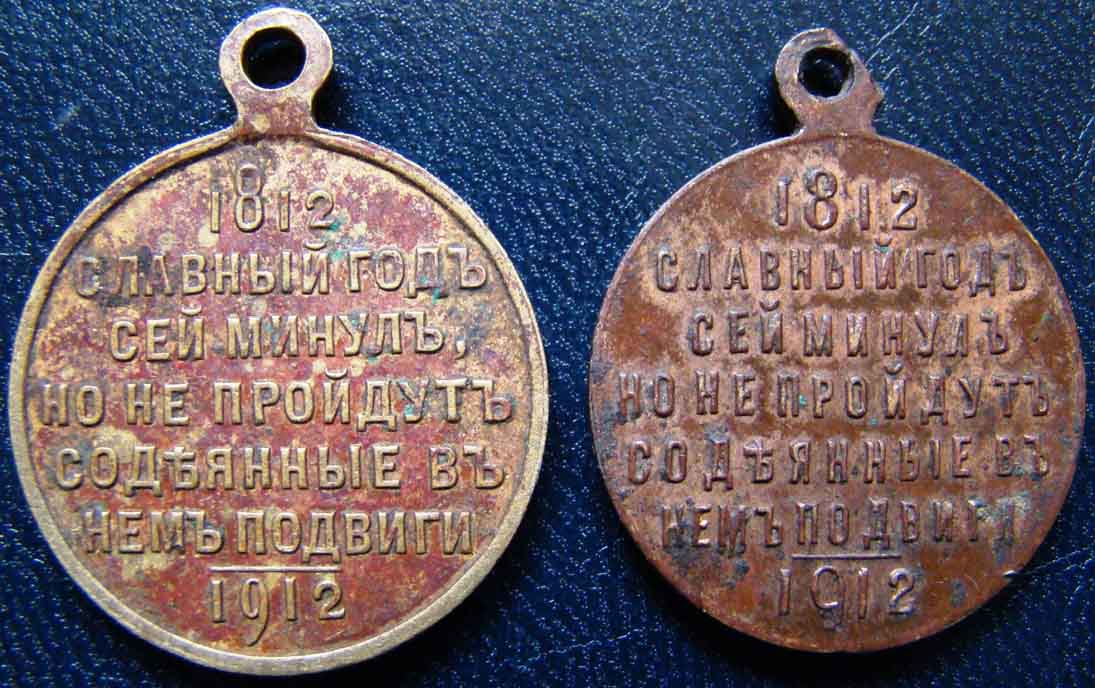 1812
СЛАВНЫЙ ГОДЪ
СЕЙ МИНУЛЪ,
НО НЕ ПРОЙДУТЪ
СОДѢЯННЫЕ ВЪ
НЕМЪ ПОДВИГИ
1912
1812
СЛАВНЫЙ ГОДЪ
СЕЙ МИНУЛЪ
НО НЕ ПРОЙДУТЪ
СОДѢЯННЫЕ ВЪ
НЕМЪ ПОДВИГИ
1912